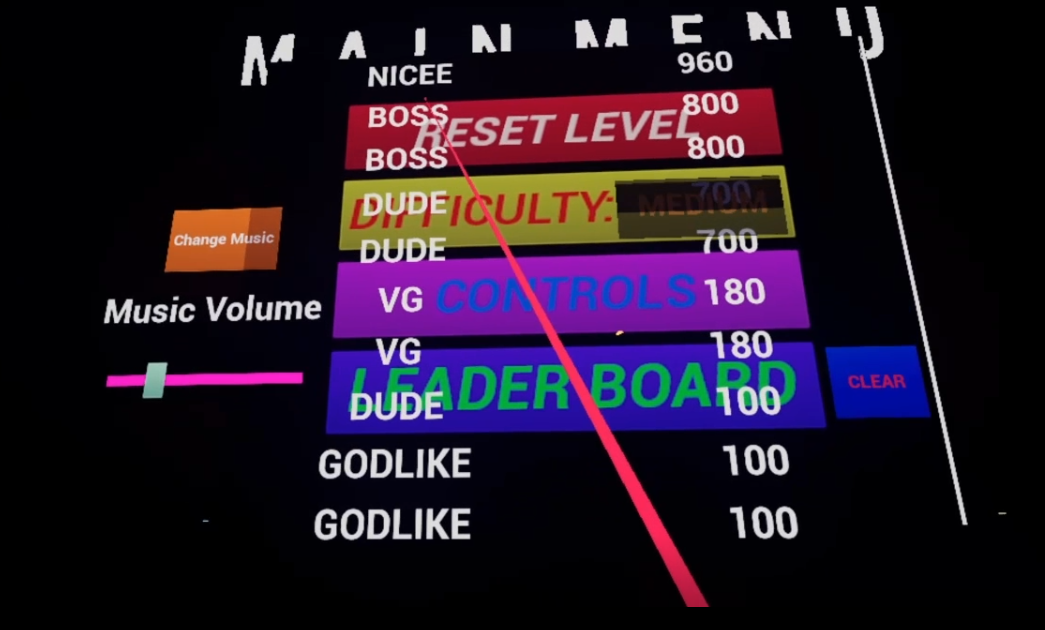 MAIN MENU
NICEE 960
BOSS 800
RESET LEVEL
BOSS 800
DUDE 700
DIFFICULTY: MEDIUM
DUDE 700
Change Music
VG 180
CONTROLS
Music Volume
VG 180
LEADER BOARD
CLEAR
DUDE 100
GODLIKE 100
GODLIKE 100